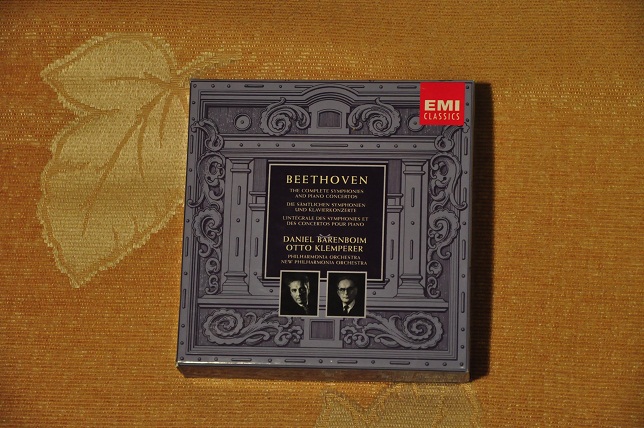 EMI
CLASSICS
BEETHOVEN
THE COMPLETE SYMPHONIES
AND PIANO CONCERTOS
DIE SÄMTLICHEN SYMPHONIEN
UND KLAVIERKONZERTE
L'INTÉGRALE DES SYMPHONIES ET
DES CONCERTOS POUR PIANO
DANIEL BARENBOIM
OTTO KLEMPERER
PHILHARMONIA ORCHESTRA
NEW PHILHARMONIA ORCHESTRA